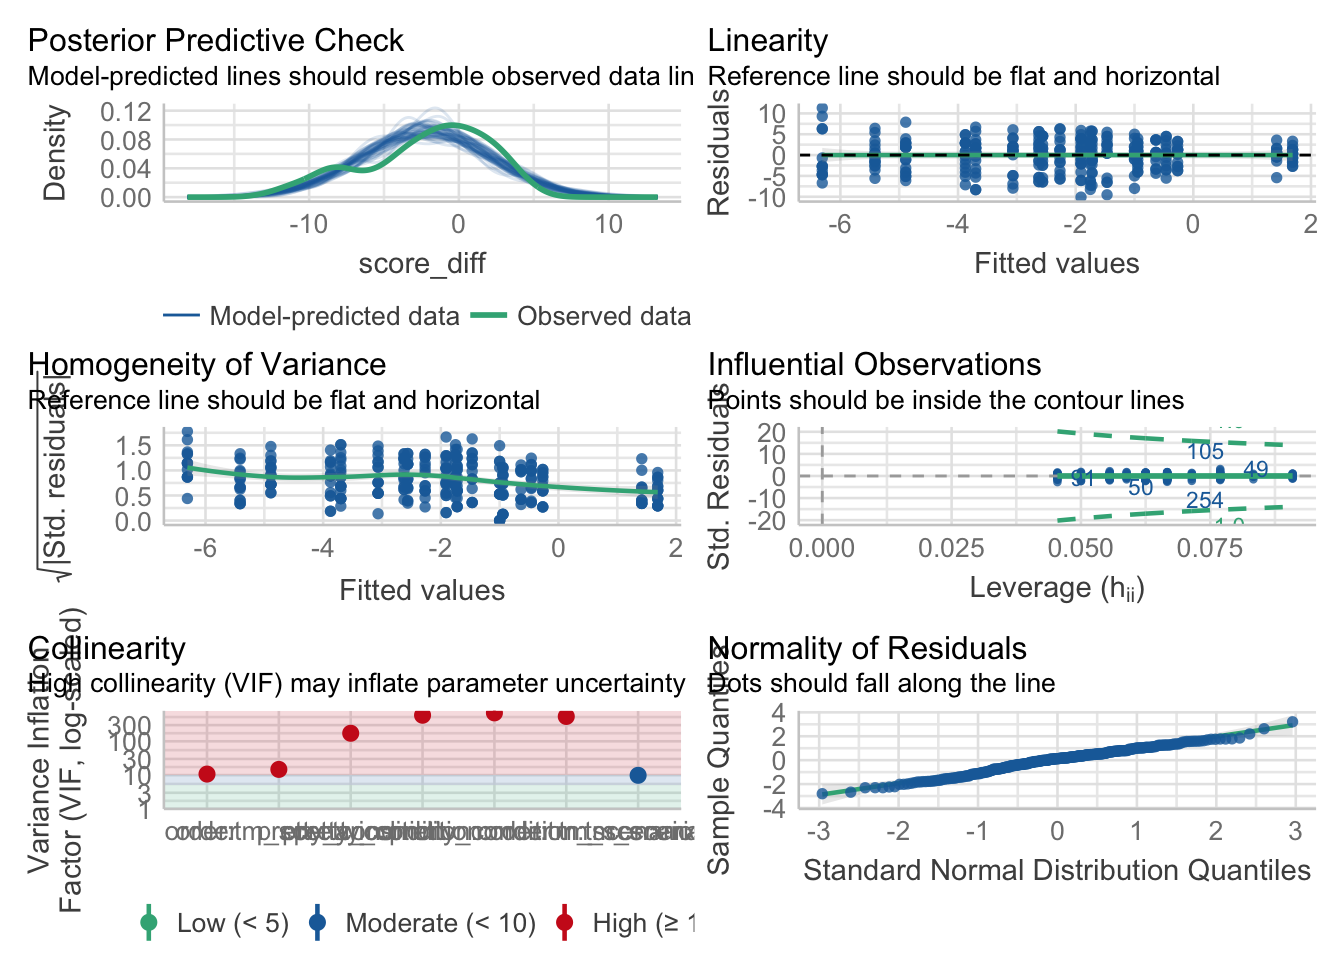 Posterior Predictive Check
Model-predicted lines should resemble observed data lin
Density
0.12
0.08
0.04
0.00
-10 0 10
score_diff
Model-predicted data Observed data
Linearity
Reference line should be flat and horizontal
Residuals
10
5
0
-5
-10
-6 -4 -2 0 2
Fitted values
Homogeneity of Variance
Reference line should be flat and horizontal
√|Std. residuals|
1.5
1.0
0.5
0.0
-6 -4 -2 0 2
Fitted values
Influential Observations
Points should be inside the contour lines
Std. Residuals
20
10
0
-10
-20
105
49
91
50
254
1.0
0.000 0.025 0.050 0.075
Leverage (hii)
Collinearity
High collinearity (VIF) may inflate parameter uncertainty
Variance Inflation
Factor (VIF, log-scaled)
300
100
30
10
3
1
Low (< 5) Moderate (< 10) High (≥ 1
Normality of Residuals
Dots should fall along the line
Sample Quantiles
4
2
0
-2
-4
-3 -2 -1 0 1 2 3
Standard Normal Distribution Quantiles